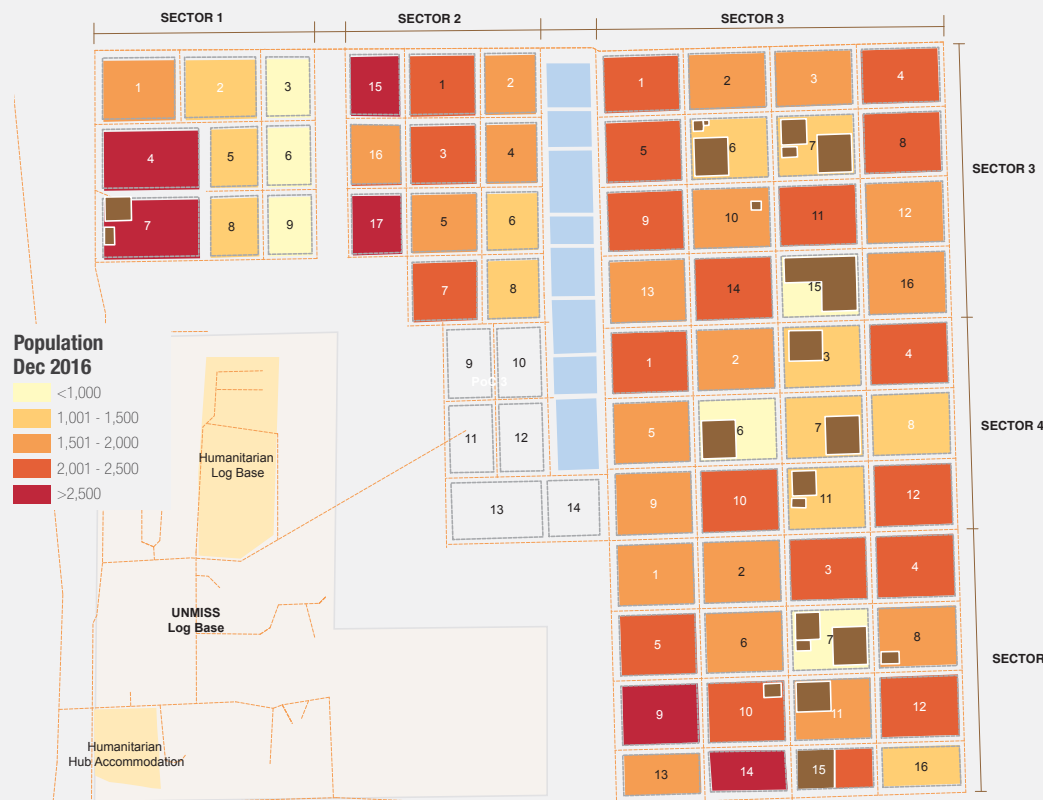 SECTOR 1
SECTOR 2
SECTOR 3
1 2 3
4 5 6
7 8 9
15 1 2
16 3 4
17 5 6
7 8
9 10
PoC 3
11 12
13 14
1 2 3 4
5 6 7 8
9 10 11 12
13 14 15 16
SECTOR 3
1 2 3 4
5 6 7 8
9 10 11 12
SECTOR 4
1 2 3 4
5 6 7 8
9 10 11 12
13 14 15 16
SECTOR
Population
Dec 2016
<1,000
1,001 - 1,500
1,501 - 2,000
2,001 - 2,500
>2,500
Humanitarian
Log Base
UNMISS
Log Base
Humanitarian
Hub Accommodation